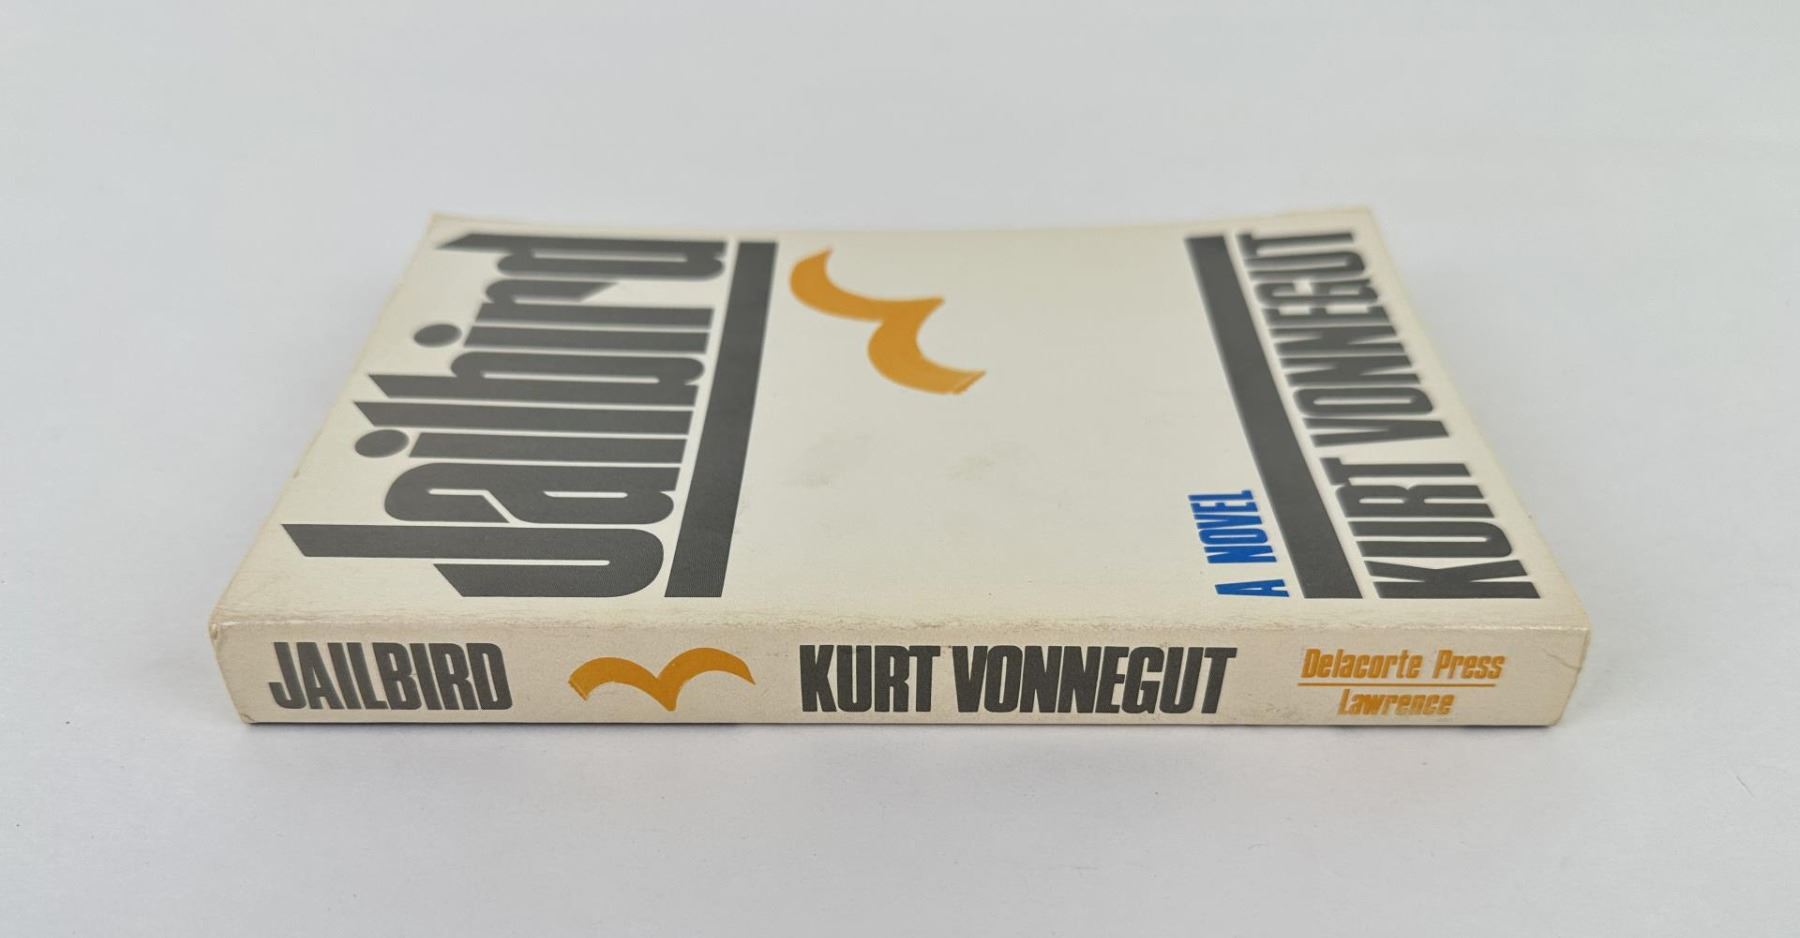 Jailbird
A NOVEL
KURT VONNEGUT
JAILBIRD
KURT VONNEGUT
Delacorte Press
Lawrence